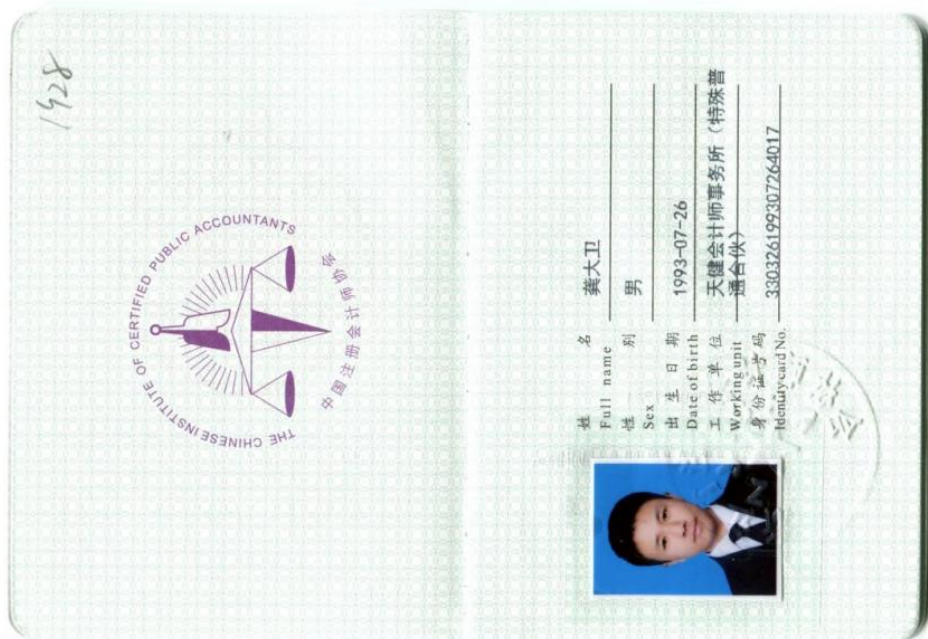 1928
THE CHINESE INSTITUTE OF CERTIFIED PUBLIC ACCOUNTANTS
中国注册会计师协会
姓 名 龚大卫
Full name
性 别 男
Sex
出 生 日 期 1993-07-26
Date of birth
工 作 单 位 天健会计师事务所（特殊普
Working unit 通合伙）
身份证号码 330326199307264017
Identity card No.